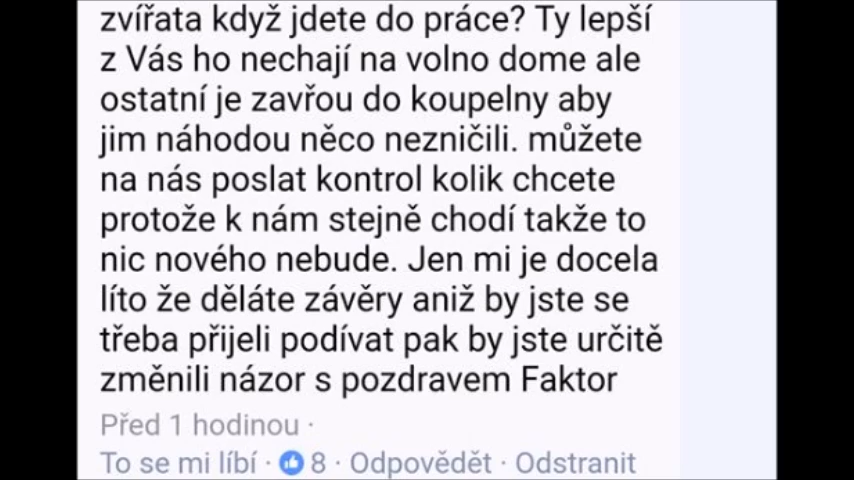 zvířata když jdete do práce? Ty lepší
z Vás ho nechají na volno dome ale
ostatní je zavřou do koupelny aby
jim náhodou něco nezničili. můžete
na nás poslat kontrol kolik chcete
protože k nám stejně chodí takže to
nic nového nebude. Jen mi je docela
líto že děláte závěry aniž by jste se
třeba přijeli podívat pak by jste určitě
změnili názor s pozdravem Faktor
Před 1 hodinou ·
To se mi líbí · 8 · Odpovědět · Odstranit